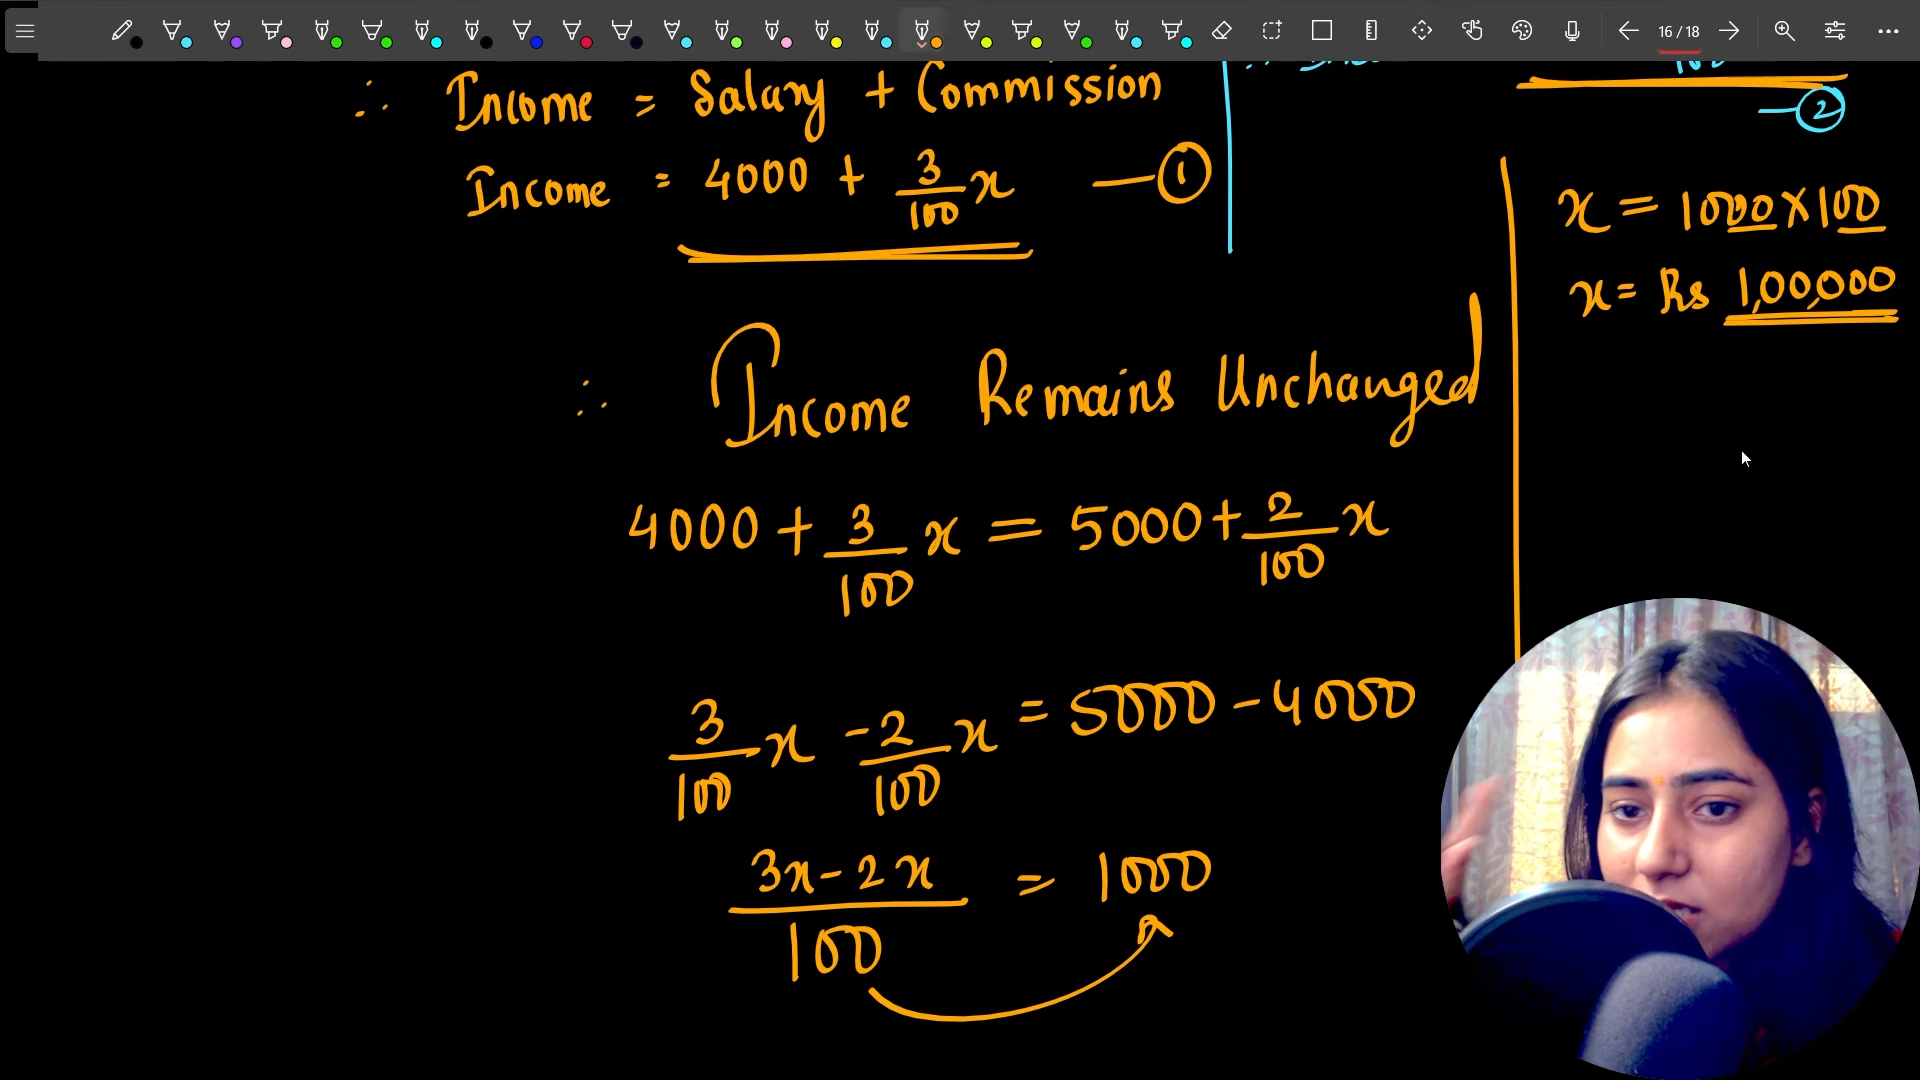 16/18
∴ Income = Salary + Commission
Income = 4000 + 3/100 x — ①
100
— ②
x = 1000 × 100
x = Rs 1,00,000
∴ Income Remains Unchanged
4000 + 3/100 x = 5000 + 2/100 x
3/100 x - 2/100 x = 5000 - 4000
3x - 2x / 100 = 1000